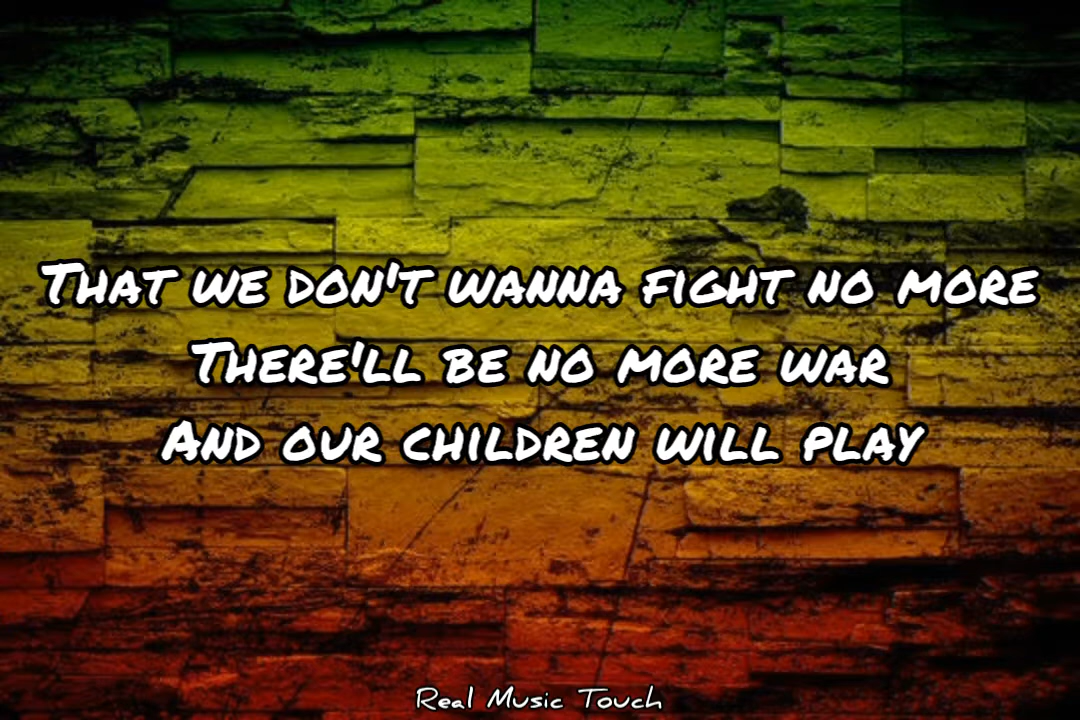 That we don't wanna fight no more
There'll be no more war
And our children will play
Real Music Touch